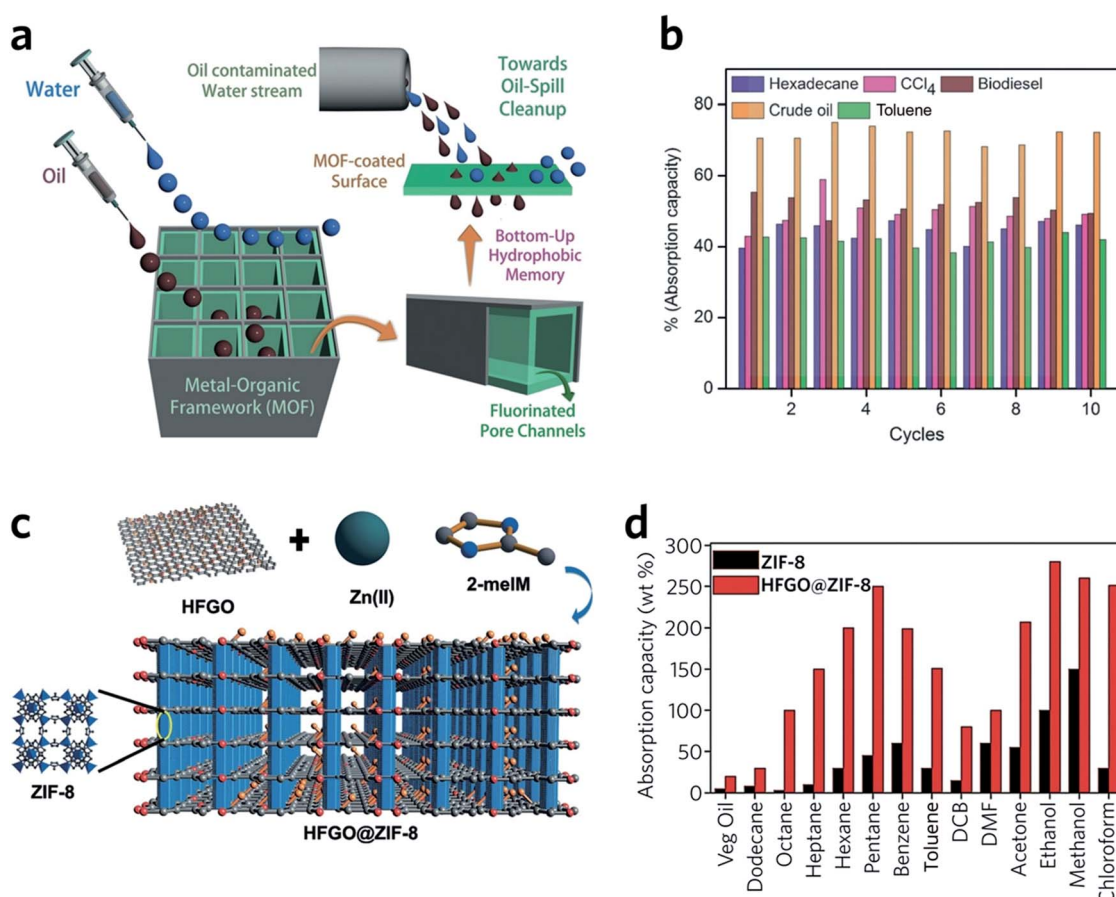 a
Water
Oil
Oil contaminated
Water stream
Towards
Oil-Spill
Cleanup
MOF-coated
Surface
Bottom-Up
Hydrophobic
Memory
Metal-Organic
Framework (MOF)
Fluorinated
Pore Channels
b
Hexadecane CCl4 Biodiesel
Crude oil Toluene
% (Absorption capacity)
80
60
40
20
0
2 4 6 8 10
Cycles
c
HFGO
+
Zn(II)
2-meIM
ZIF-8
HFGO@ZIF-8
d
ZIF-8
HFGO@ZIF-8
Absorption capacity (wt %)
300
250
200
150
100
50
0
Veg Oil
Dodecane
Octane
Heptane
Hexane
Pentane
Benzene
Toluene
DCB
DMF
Acetone
Ethanol
Methanol
Chloroform